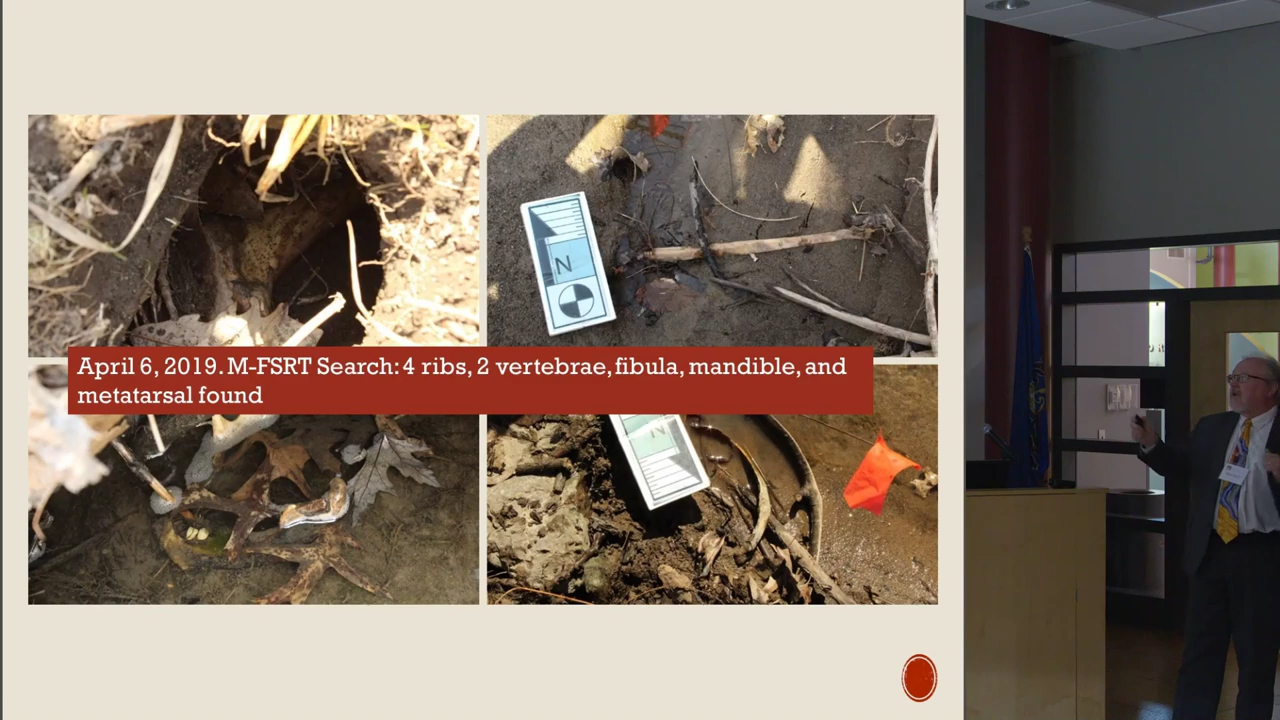 N
April 6, 2019. M-FSRT Search: 4 ribs, 2 vertebrae, fibula, mandible, and
metatarsal found
N